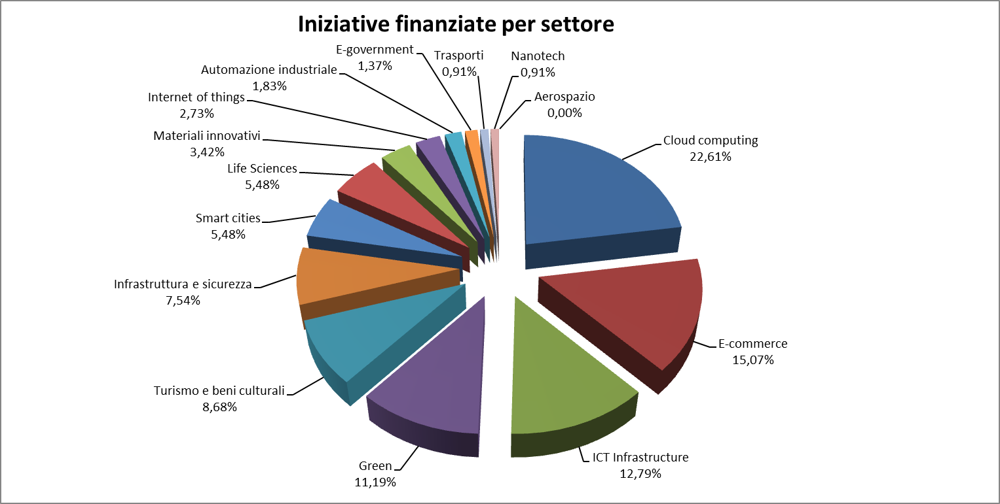 Iniziative finanziate per settore
E-government
1,37%
Trasporti
0,91%
Nanotech
0,91%
Automazione industriale
1,83%
Aerospazio
0,00%
Internet of things
2,73%
Materiali innovativi
3,42%
Cloud computing
22,61%
Life Sciences
5,48%
Smart cities
5,48%
Infrastruttura e sicurezza
7,54%
E-commerce
15,07%
Turismo e beni culturali
8,68%
ICT Infrastructure
12,79%
Green
11,19%